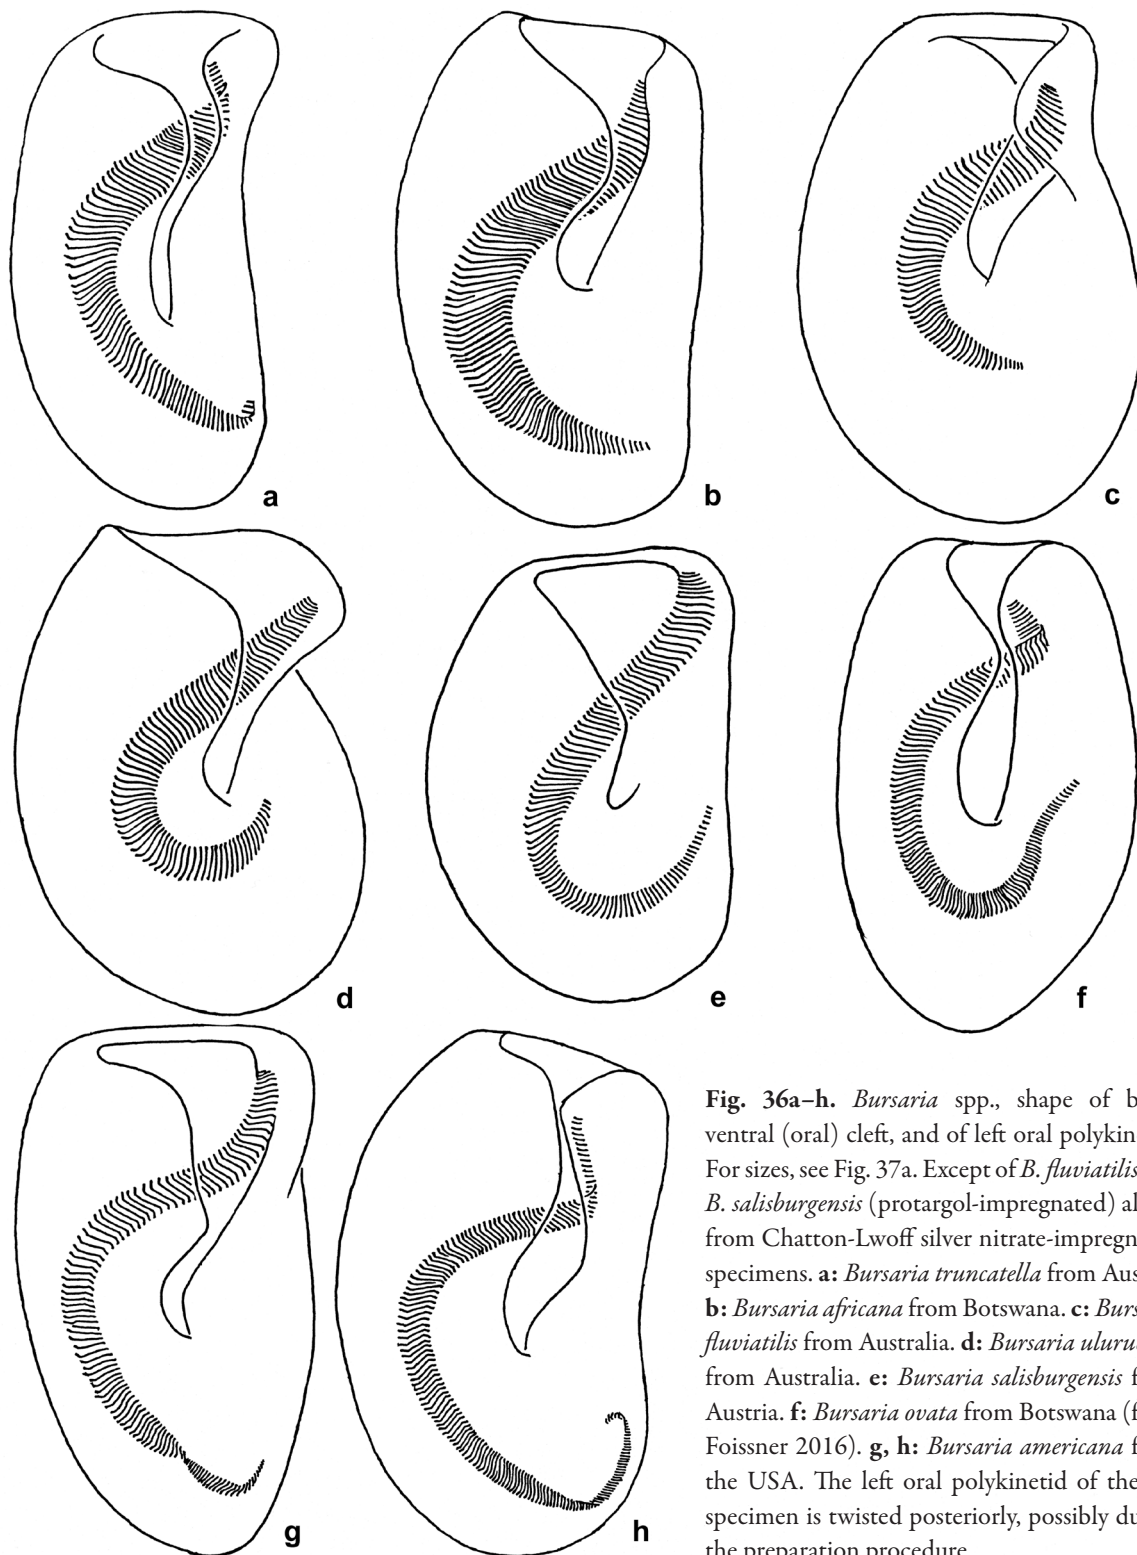 a
b
c
d
e
f
g
h
Fig. 36a–h. Bursaria spp., shape of b
ventral (oral) cleft, and of left oral polykin
For sizes, see Fig. 37a. Except of B. fluviatilis
B. salisburgensis (protargol-impregnated) al
from Chatton-Lwoff silver nitrate-impregn
specimens. a: Bursaria truncatella from Aus
b: Bursaria africana from Botswana. c: Burs
fluviatilis from Australia. d: Bursaria uluru
from Australia. e: Bursaria salisburgensis f
Austria. f: Bursaria ovata from Botswana (f
Foissner 2016). g, h: Bursaria americana f
the USA. The left oral polykinetid of the
specimen is twisted posteriorly, possibly du
the preparation procedure